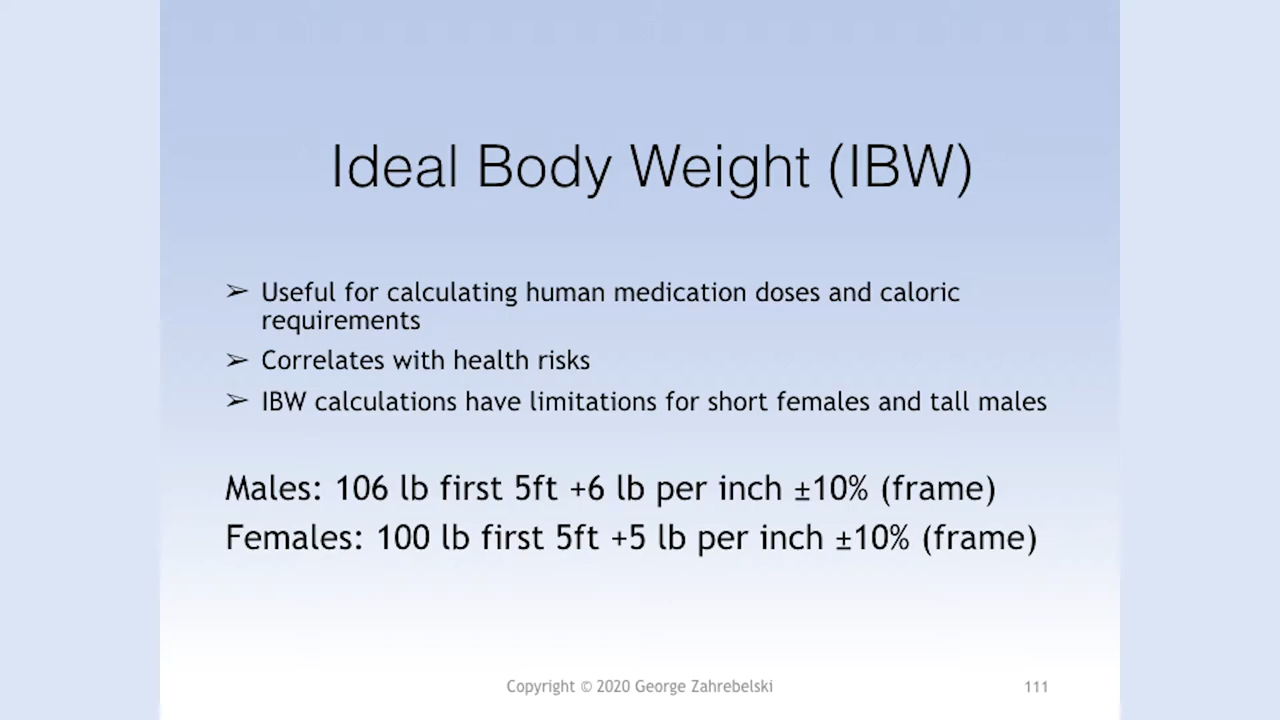 Ideal Body Weight (IBW)
➢ Useful for calculating human medication doses and caloric
requirements
➢ Correlates with health risks
➢ IBW calculations have limitations for short females and tall males
Males: 106 lb first 5ft +6 lb per inch ±10% (frame)
Females: 100 lb first 5ft +5 lb per inch ±10% (frame)
Copyright © 2020 George Zahrebelski
111